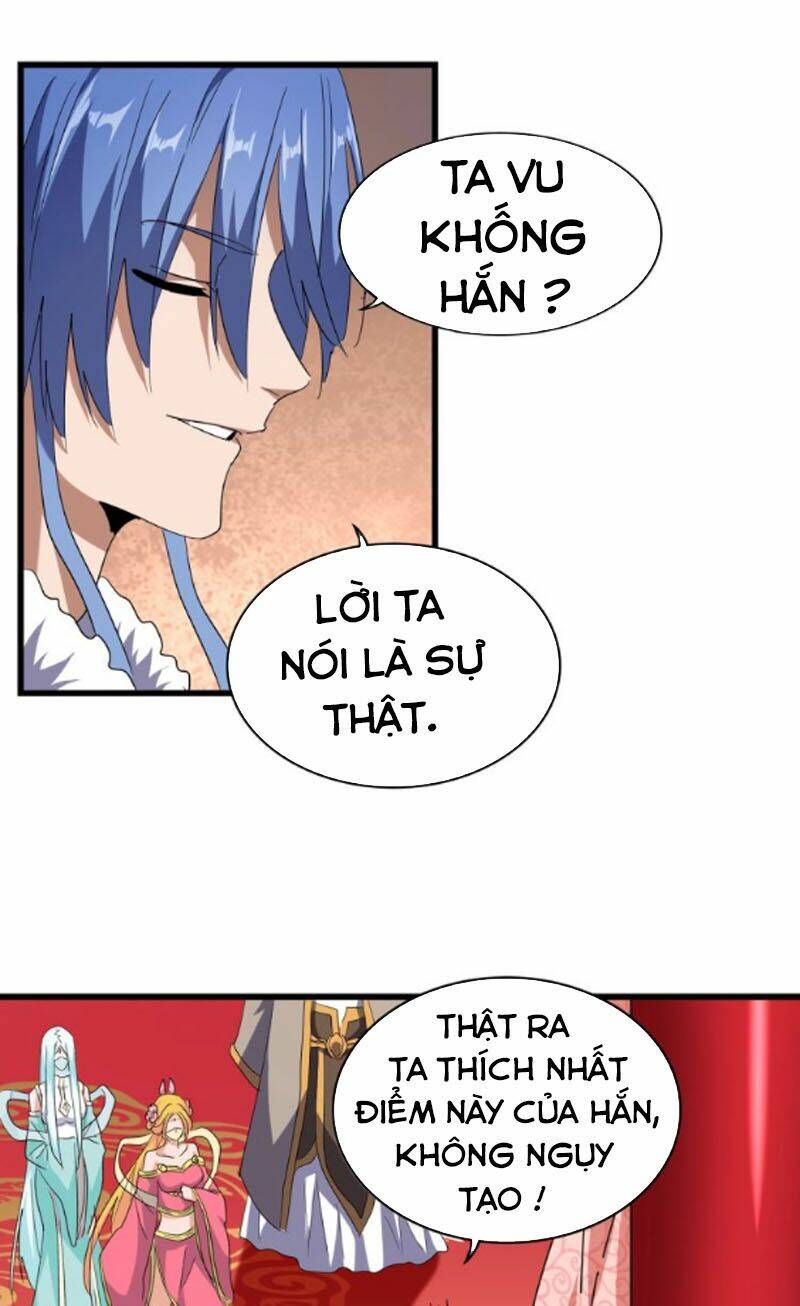 TA VU
KHỐNG
HẮN ?
LỜI TA
NÓI LÀ SỰ
THẬT.
THẬT RA
TA THÍCH NHẤT
ĐIỂM NÀY CỦA HẮN,
KHÔNG NGỤY
TẠO !